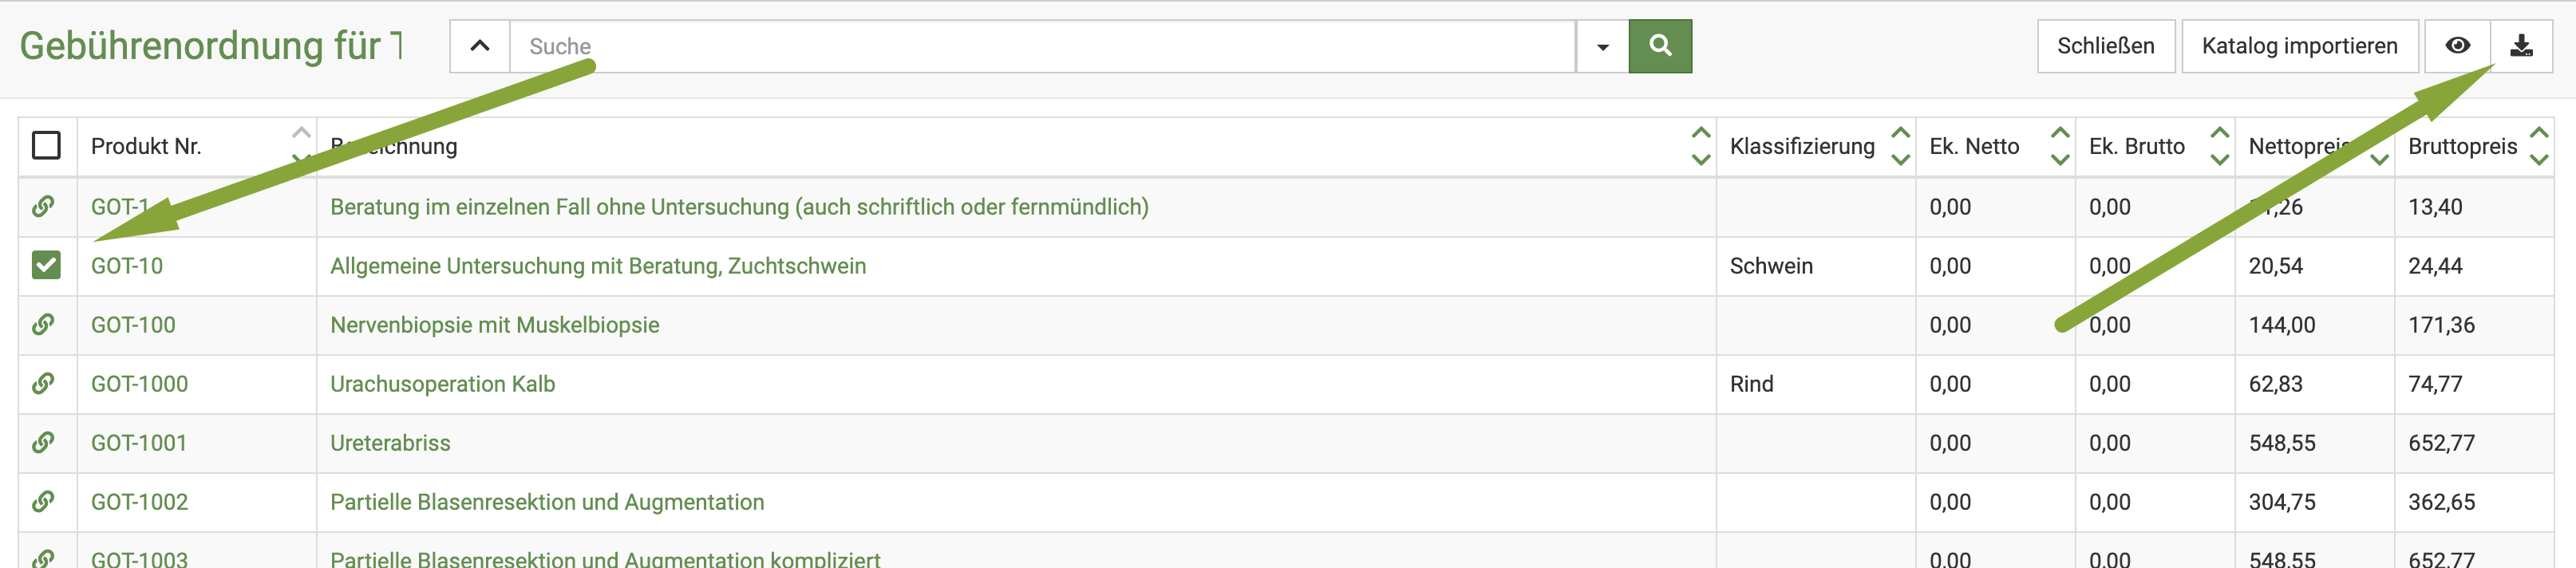 Gebührenordnung für
Suche
Schließen
Katalog importieren
Produkt Nr. Klassifizierung Ek. Netto Ek. Brutto Nettopreis Bruttopreis
GOT-1 Beratung im einzelnen Fall ohne Untersuchung (auch schriftlich oder fernmündlich) 0,00 0,00 13,40
GOT-10 Allgemeine Untersuchung mit Beratung, Zuchtschwein Schwein 0,00 0,00 20,54 24,44
GOT-100 Nervenbiopsie mit Muskelbiopsie 0,00 0,00 144,00 171,36
GOT-1000 Urachusoperation Kalb Rind 0,00 0,00 62,83 74,77
GOT-1001 Ureterabriss 0,00 0,00 548,55 652,77
GOT-1002 Partielle Blasenresektion und Augmentation 0,00 0,00 304,75 362,65
GOT-1003 Partielle Blasenresektion und Augmentation kompliziert 0,00 0,00 548,55 652,77